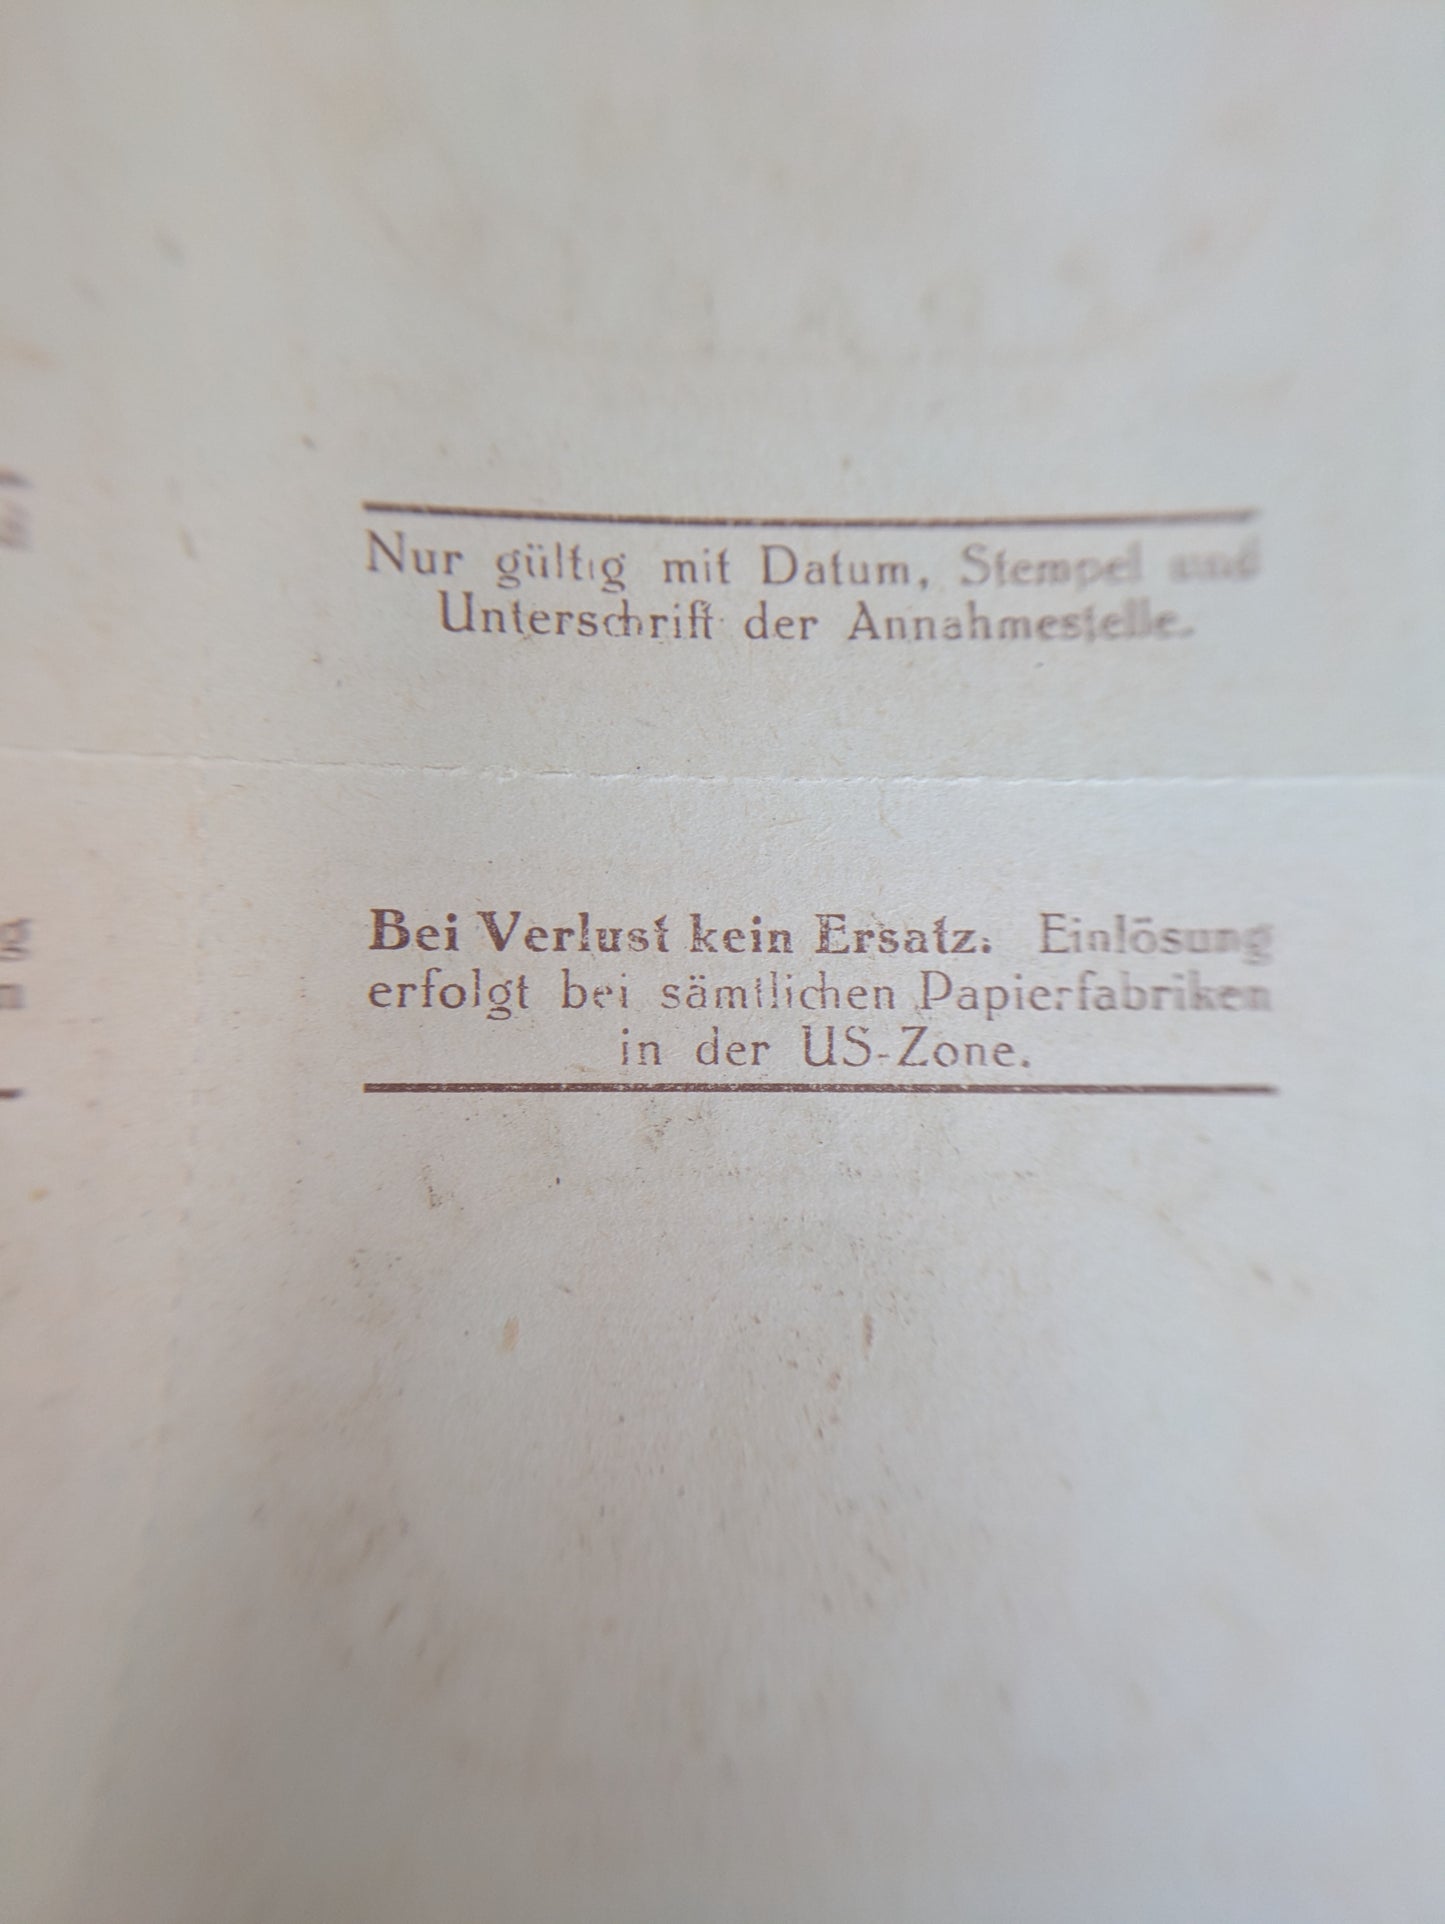 Nur gültig mit Datum, Stempel und
Unterschrift der Annahmestelle.
Bei Verlust kein Ersatz. Einlösung
erfolgt bei sämtlichen Papierfabriken
in der US-Zone.